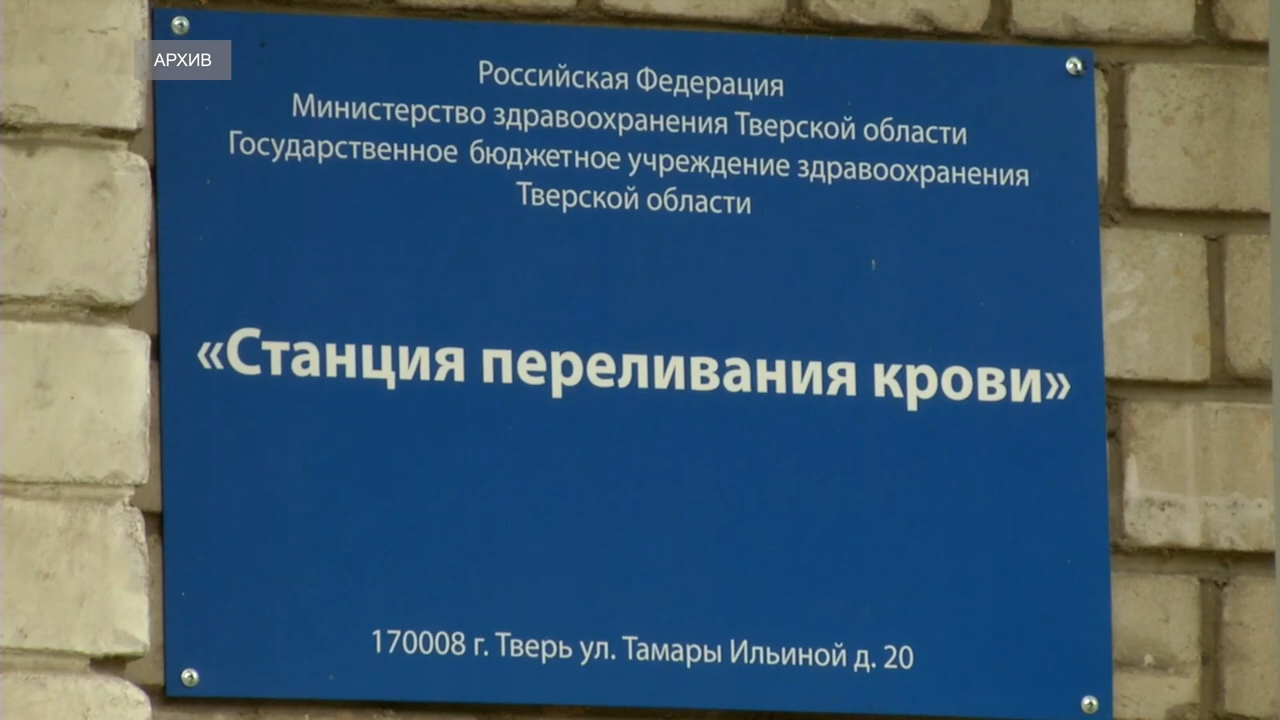 АРХИВ
Российская Федерация
Министерство здравоохранения Тверской области
Государственное бюджетное учреждение здравоохранения
Тверской области
«Станция переливания крови»
170008 г. Тверь ул. Тамары Ильиной д. 20